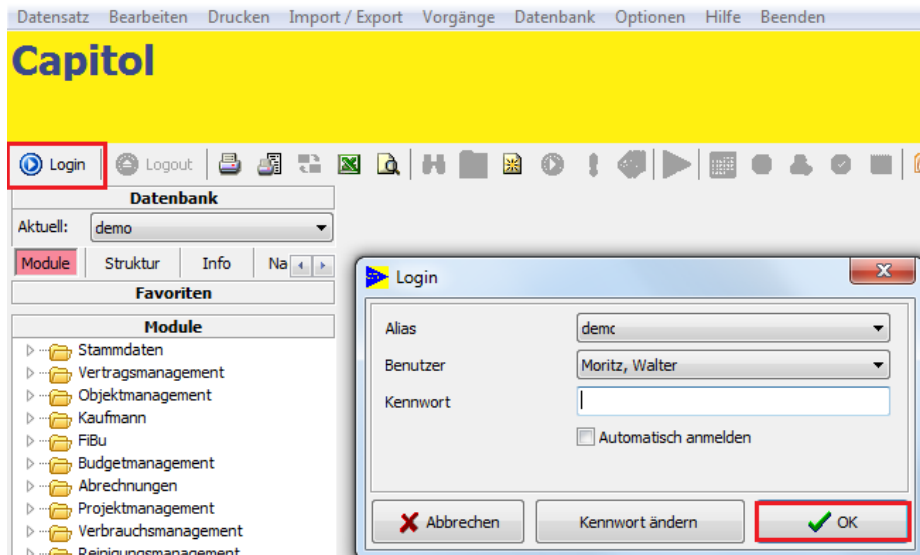 Datensatz Bearbeiten Drucken Import / Export Vorgänge Datenbank Optionen Hilfe Beenden
Capitol
Login Logout
Datenbank
Aktuell: demo
Module Struktur Info Na
Favoriten
Module
Stammdaten
Vertragsmanagement
Objektmanagement
Kaufmann
FiBu
Budgetmanagement
Abrechnungen
Projektmanagement
Verbrauchsmanagement
Reinigungsmanagement
Login
Alias demo
Benutzer Moritz, Walter
Kennwort
Automatisch anmelden
Abbrechen Kennwort ändern OK